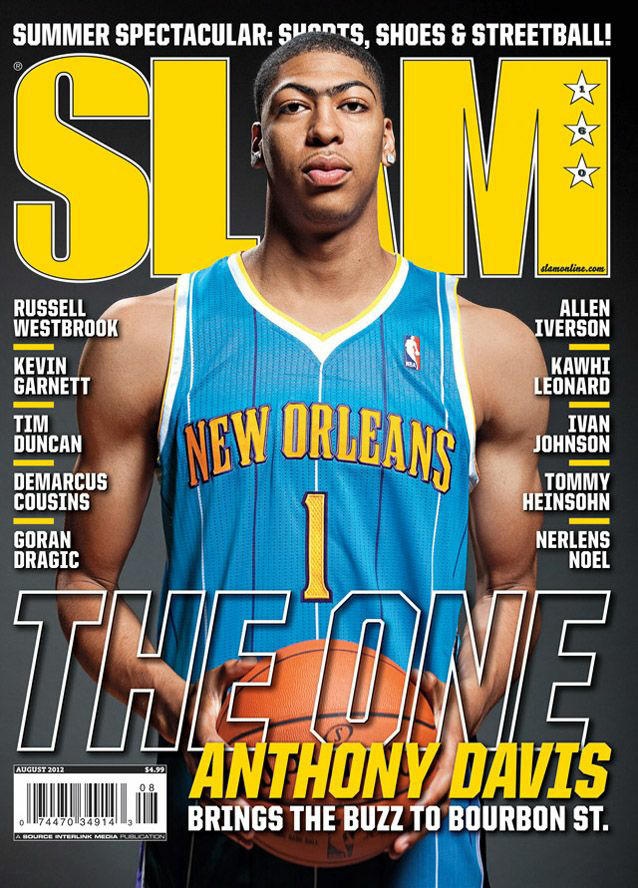 SUMMER SPECTACULAR: SHORTS, SHOES & STREETBALL!
SLAM
®
1
6
0
slamonline.com
RUSSELL
WESTBROOK
KEVIN
GARNETT
TIM
DUNCAN
DEMARCUS
COUSINS
GORAN
DRAGIC
ALLEN
IVERSON
KAWHI
LEONARD
IVAN
JOHNSON
TOMMY
HEINSOHN
NERLENS
NOEL
NBA
NEW ORLEANS
1
THE ONE
ANTHONY DAVIS
BRINGS THE BUZZ TO BOURBON ST.
AUGUST 2012 $4.99
08
0 74470 34914 3
A SOURCE INTERLINK MEDIA PUBLICATION